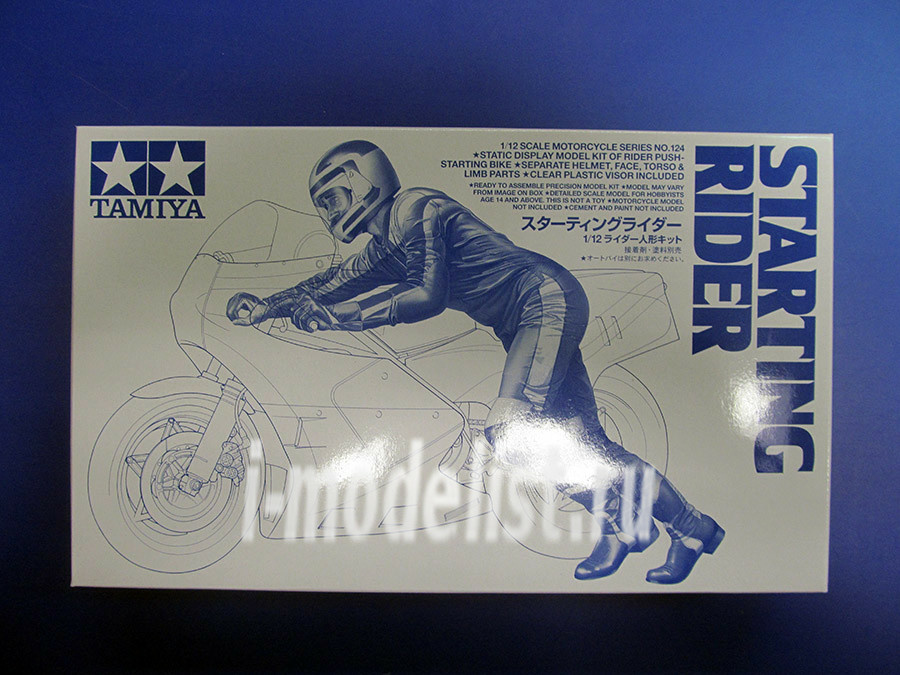 TAMIYA
1/12 SCALE MOTORCYCLE SERIES NO.124
★STATIC DISPLAY MODEL KIT OF RIDER PUSH-
STARTING BIKE ★SEPARATE HELMET, FACE, TORSO &
LIMB PARTS ★CLEAR PLASTIC VISOR INCLUDED
★READY TO ASSEMBLE PRECISION MODEL KIT ★MODEL MAY VARY
FROM IMAGE ON BOX ★DETAILED SCALE MODEL FOR HOBBYISTS
AGE 14 AND ABOVE. THIS IS NOT A TOY ★MOTORCYCLE MODEL
NOT INCLUDED ★CEMENT AND PAINT NOT INCLUDED
スターティングライダー
1/12 ライダー人形キット
接着剤・塗料別売
★オートバイは別にお求めください。
STARTING
RIDER
i-modelist.ru